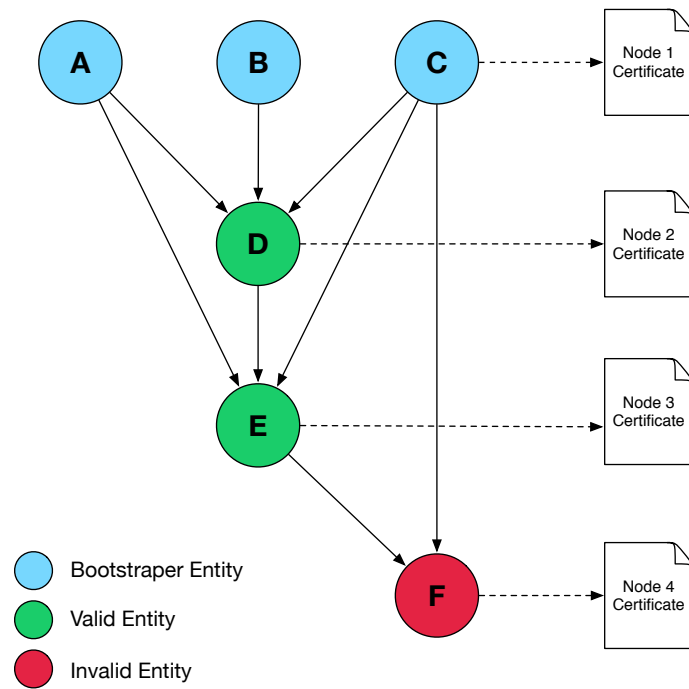 A
B
C
Node 1
Certificate
D
Node 2
Certificate
E
Node 3
Certificate
F
Node 4
Certificate
Bootstraper Entity
Valid Entity
Invalid Entity